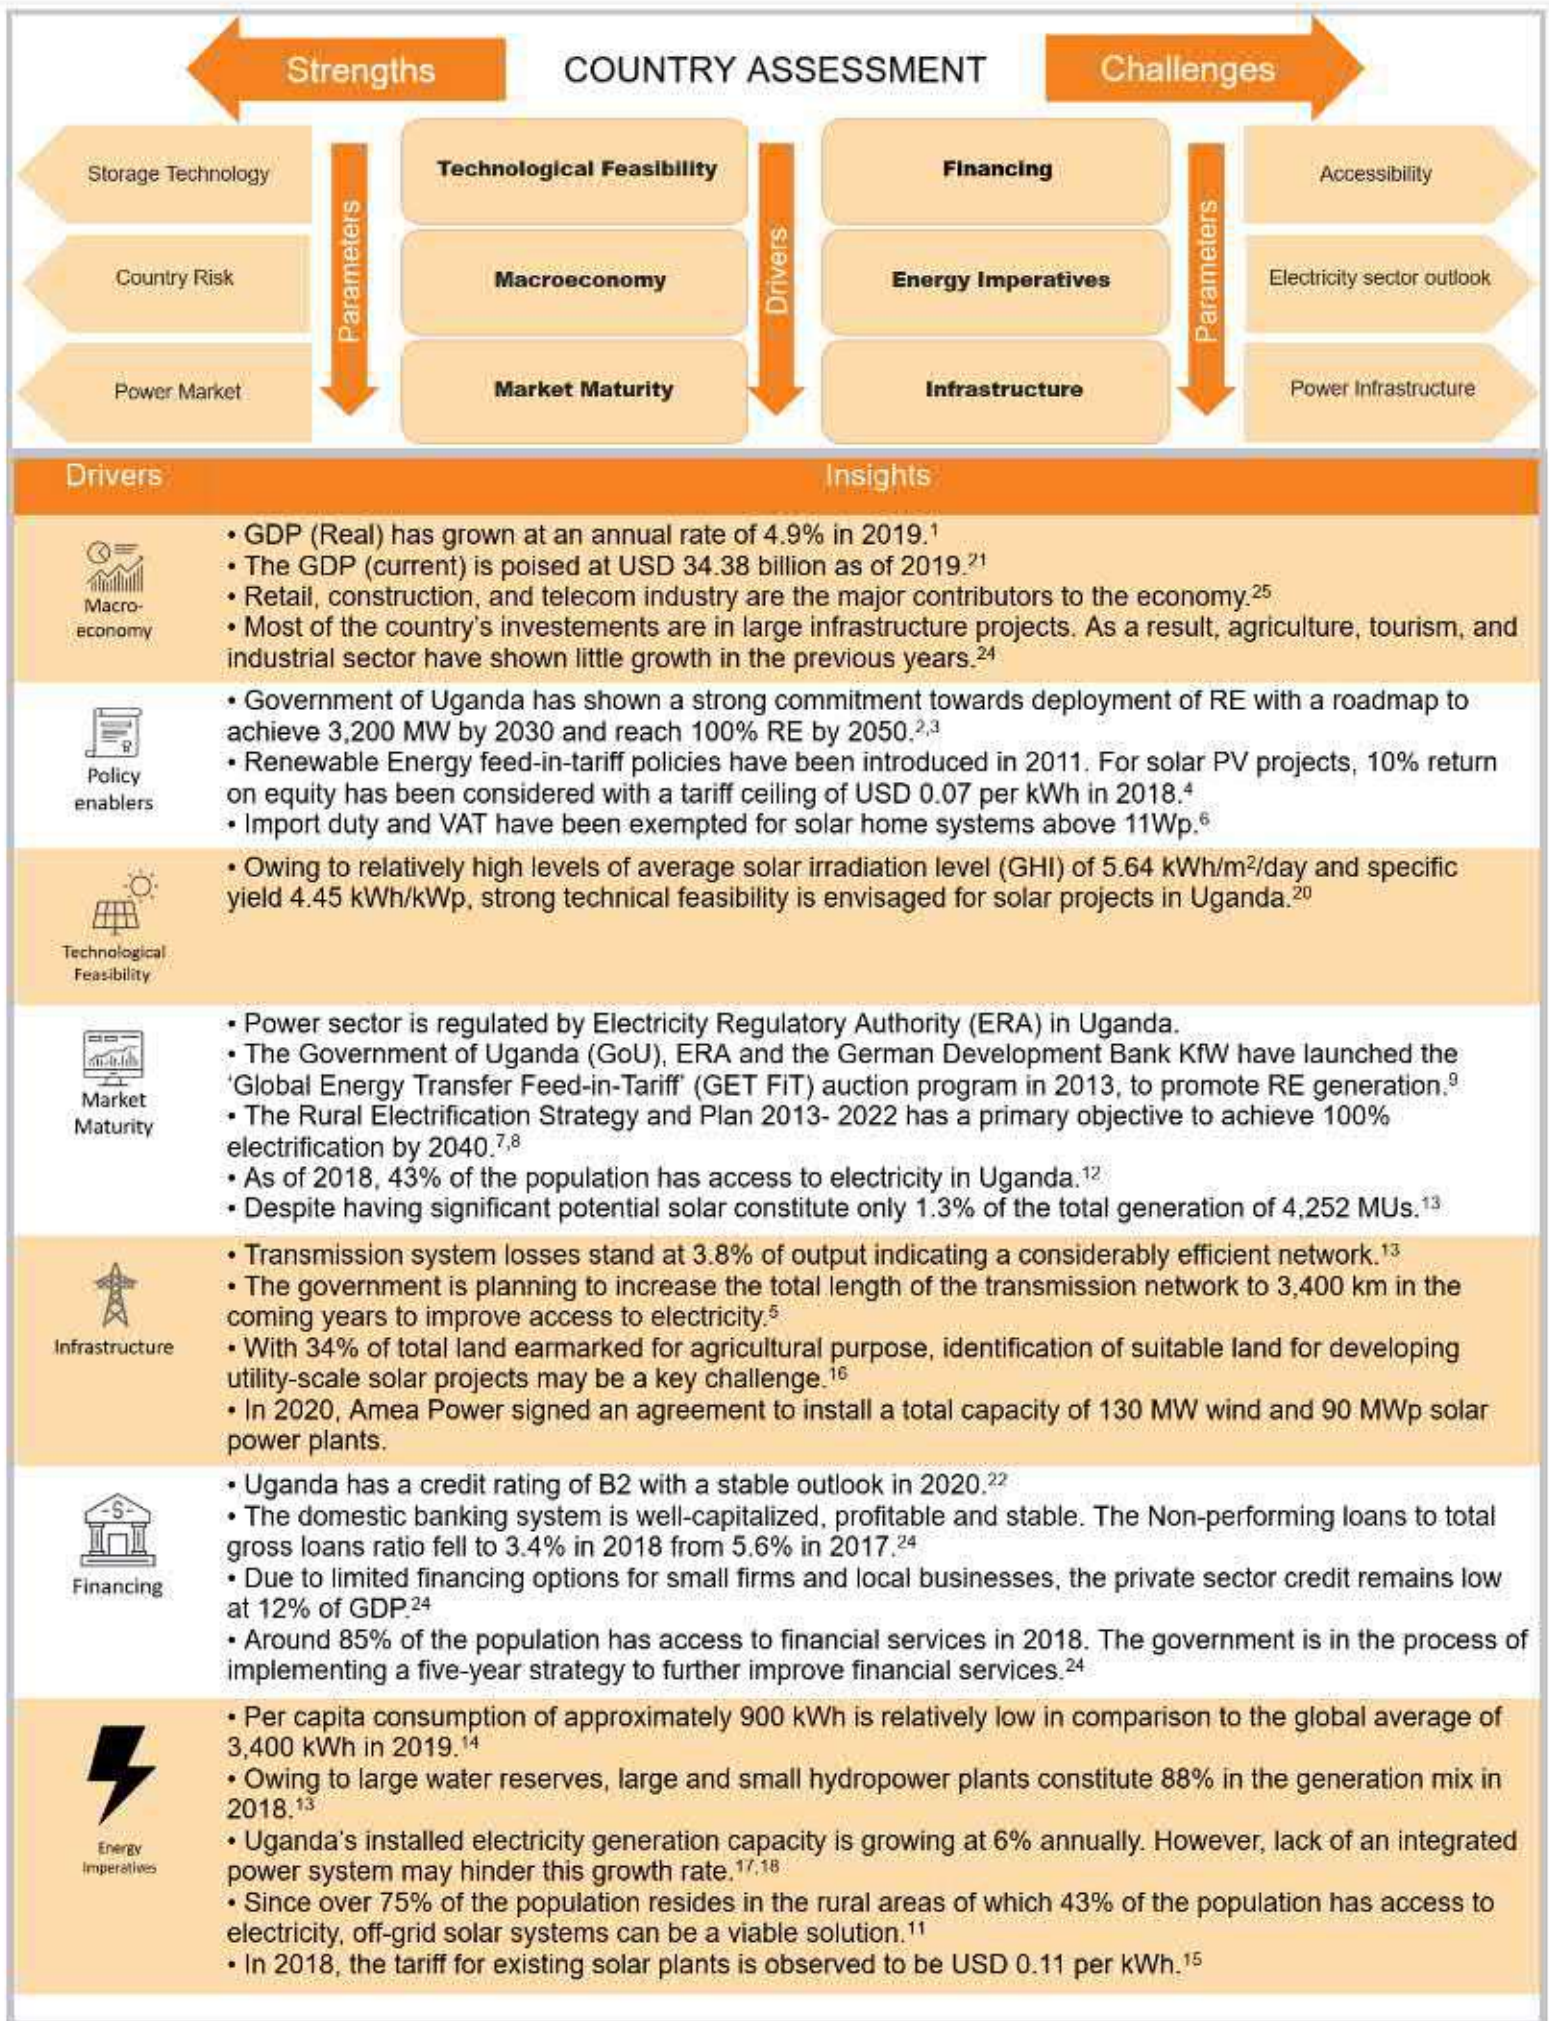 Strengths
COUNTRY ASSESSMENT
Challenges
Storage Technology
Technological Feasibility
Financing
Accessibility
Parameters
Drivers
Parameters
Country Risk
Macroeconomy
Energy Imperatives
Electricity sector outlook
Power Market
Market Maturity
Infrastructure
Power Infrastructure
Drivers
Insights
Macro-
economy
• GDP (Real) has grown at an annual rate of 4.9% in 2019.¹
• The GDP (current) is poised at USD 34.38 billion as of 2019.²¹
• Retail, construction, and telecom industry are the major contributors to the economy.²⁵
• Most of the country's investements are in large infrastructure projects. As a result, agriculture, tourism, and
industrial sector have shown little growth in the previous years.²⁴
Policy
enablers
• Government of Uganda has shown a strong commitment towards deployment of RE with a roadmap to
achieve 3,200 MW by 2030 and reach 100% RE by 2050.²,³
• Renewable Energy feed-in-tariff policies have been introduced in 2011. For solar PV projects, 10% return
on equity has been considered with a tariff ceiling of USD 0.07 per kWh in 2018.⁴
• Import duty and VAT have been exempted for solar home systems above 11Wp.⁶
Technological
Feasibility
• Owing to relatively high levels of average solar irradiation level (GHI) of 5.64 kWh/m²/day and specific
yield 4.45 kWh/kWp, strong technical feasibility is envisaged for solar projects in Uganda.²⁰
Market
Maturity
• Power sector is regulated by Electricity Regulatory Authority (ERA) in Uganda.
• The Government of Uganda (GoU), ERA and the German Development Bank KfW have launched the
'Global Energy Transfer Feed-in-Tariff' (GET FiT) auction program in 2013, to promote RE generation.⁹
• The Rural Electrification Strategy and Plan 2013- 2022 has a primary objective to achieve 100%
electrification by 2040.⁷,⁸
• As of 2018, 43% of the population has access to electricity in Uganda.¹²
• Despite having significant potential solar constitute only 1.3% of the total generation of 4,252 MUs.¹³
Infrastructure
• Transmission system losses stand at 3.8% of output indicating a considerably efficient network.¹³
• The government is planning to increase the total length of the transmission network to 3,400 km in the
coming years to improve access to electricity.⁵
• With 34% of total land earmarked for agricultural purpose, identification of suitable land for developing
utility-scale solar projects may be a key challenge.¹⁶
• In 2020, Amea Power signed an agreement to install a total capacity of 130 MW wind and 90 MWp solar
power plants.
-$-
Financing
• Uganda has a credit rating of B2 with a stable outlook in 2020.²²
• The domestic banking system is well-capitalized, profitable and stable. The Non-performing loans to total
gross loans ratio fell to 3.4% in 2018 from 5.6% in 2017.²⁴
• Due to limited financing options for small firms and local businesses, the private sector credit remains low
at 12% of GDP.²⁴
• Around 85% of the population has access to financial services in 2018. The government is in the process of
implementing a five-year strategy to further improve financial services.²⁴
Energy
Imperatives
• Per capita consumption of approximately 900 kWh is relatively low in comparison to the global average of
3,400 kWh in 2019.¹⁴
• Owing to large water reserves, large and small hydropower plants constitute 88% in the generation mix in
2018.¹³
• Uganda's installed electricity generation capacity is growing at 6% annually. However, lack of an integrated
power system may hinder this growth rate.¹⁷,¹⁸
• Since over 75% of the population resides in the rural areas of which 43% of the population has access to
electricity, off-grid solar systems can be a viable solution.¹¹
• In 2018, the tariff for existing solar plants is observed to be USD 0.11 per kWh.¹⁵